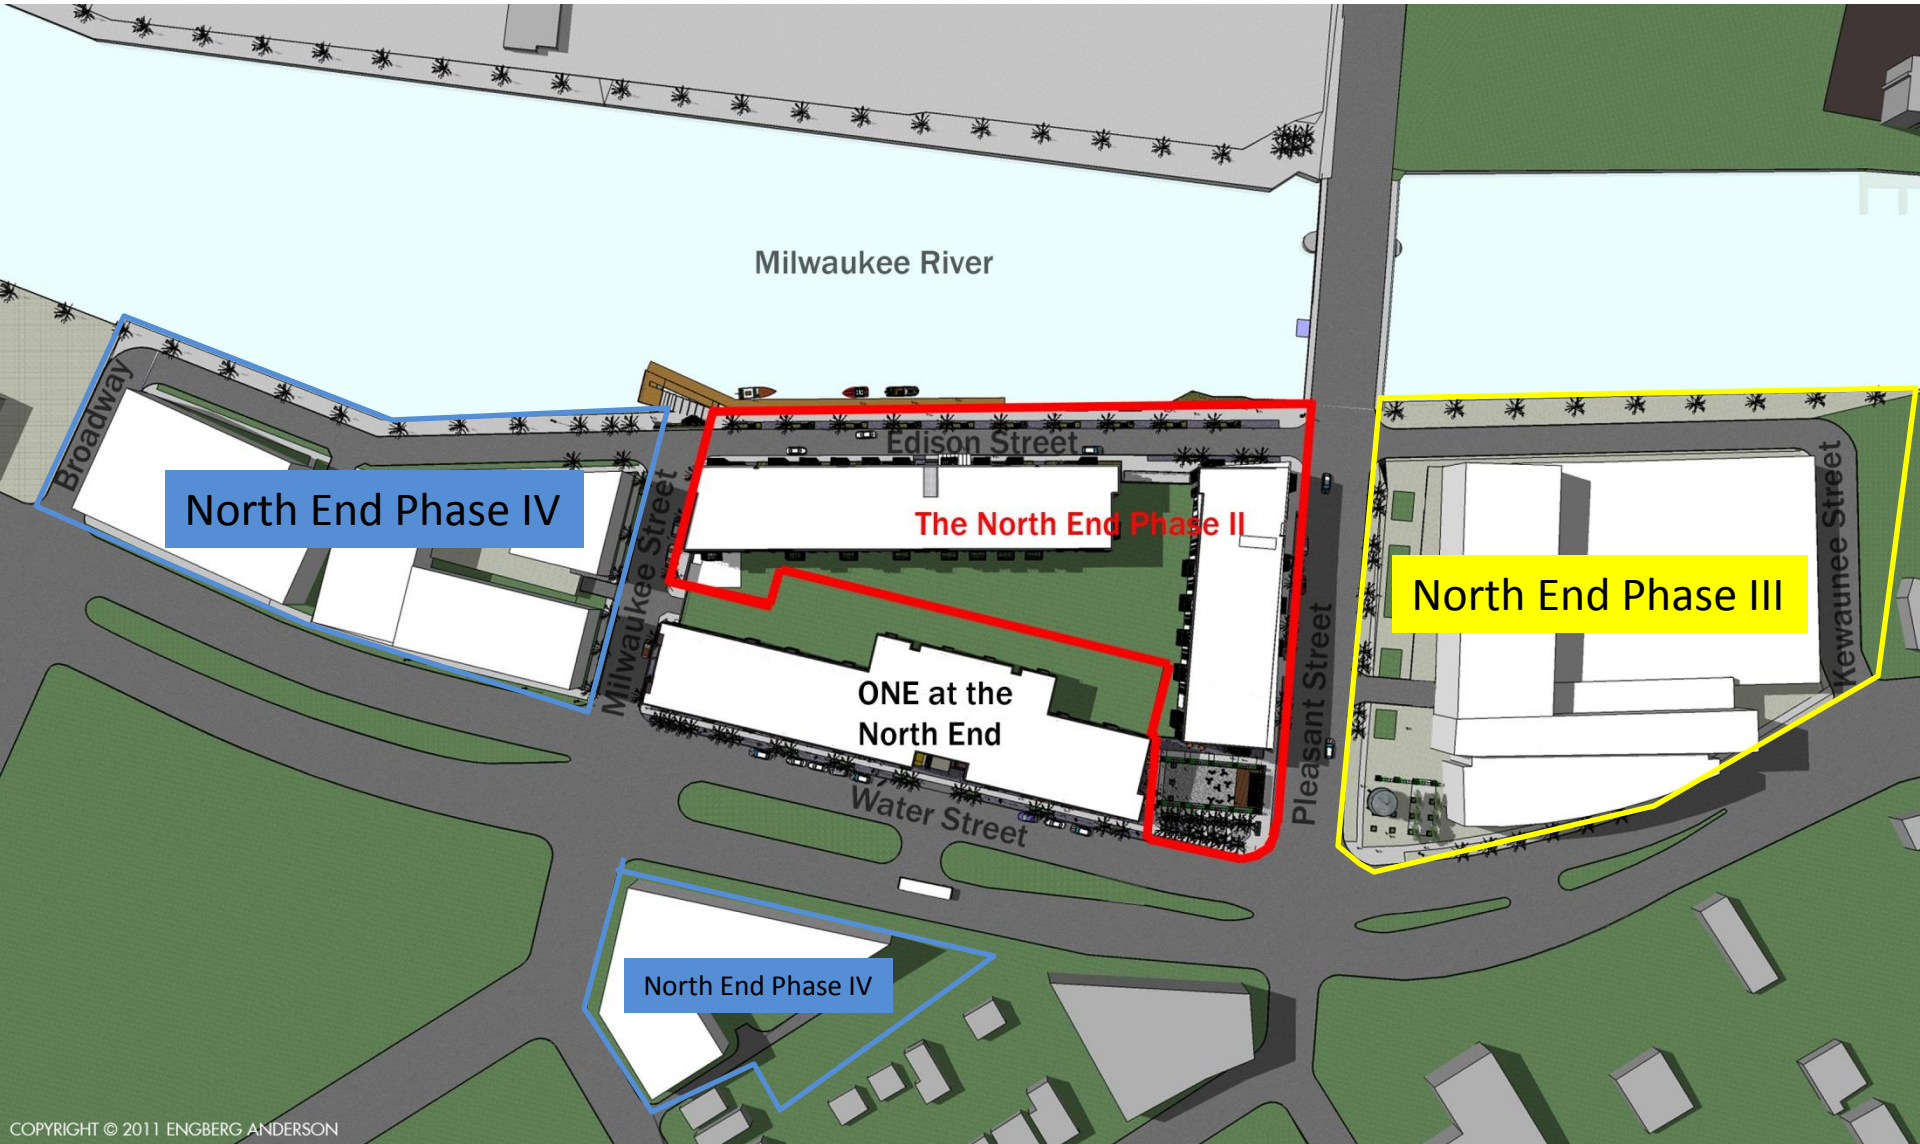 Milwaukee River
Broadway
Edison Street
North End Phase IV
The North End Phase II
Milwaukee Street
North End Phase III
Kewaunee Street
Pleasant Street
ONE at the
North End
Water Street
North End Phase IV
COPYRIGHT © 2011 ENGBERG ANDERSON